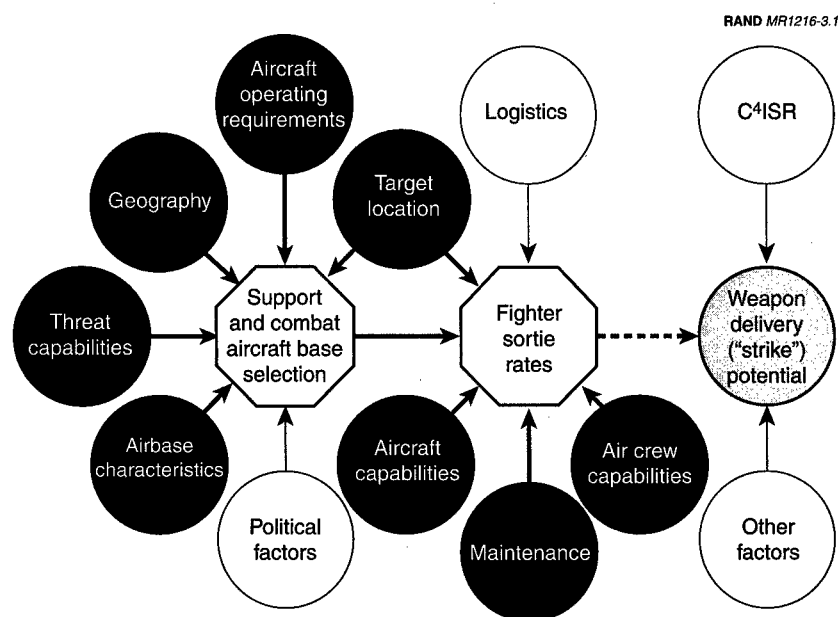 RAND MR1216-3.1
Aircraft
operating
requirements
Logistics
C⁴ISR
Geography
Target
location
Threat
capabilities
Support
and combat
aircraft base
selection
Fighter
sortie
rates
Weapon
delivery
("strike")
potential
Airbase
characteristics
Aircraft
capabilities
Air crew
capabilities
Political
factors
Maintenance
Other
factors